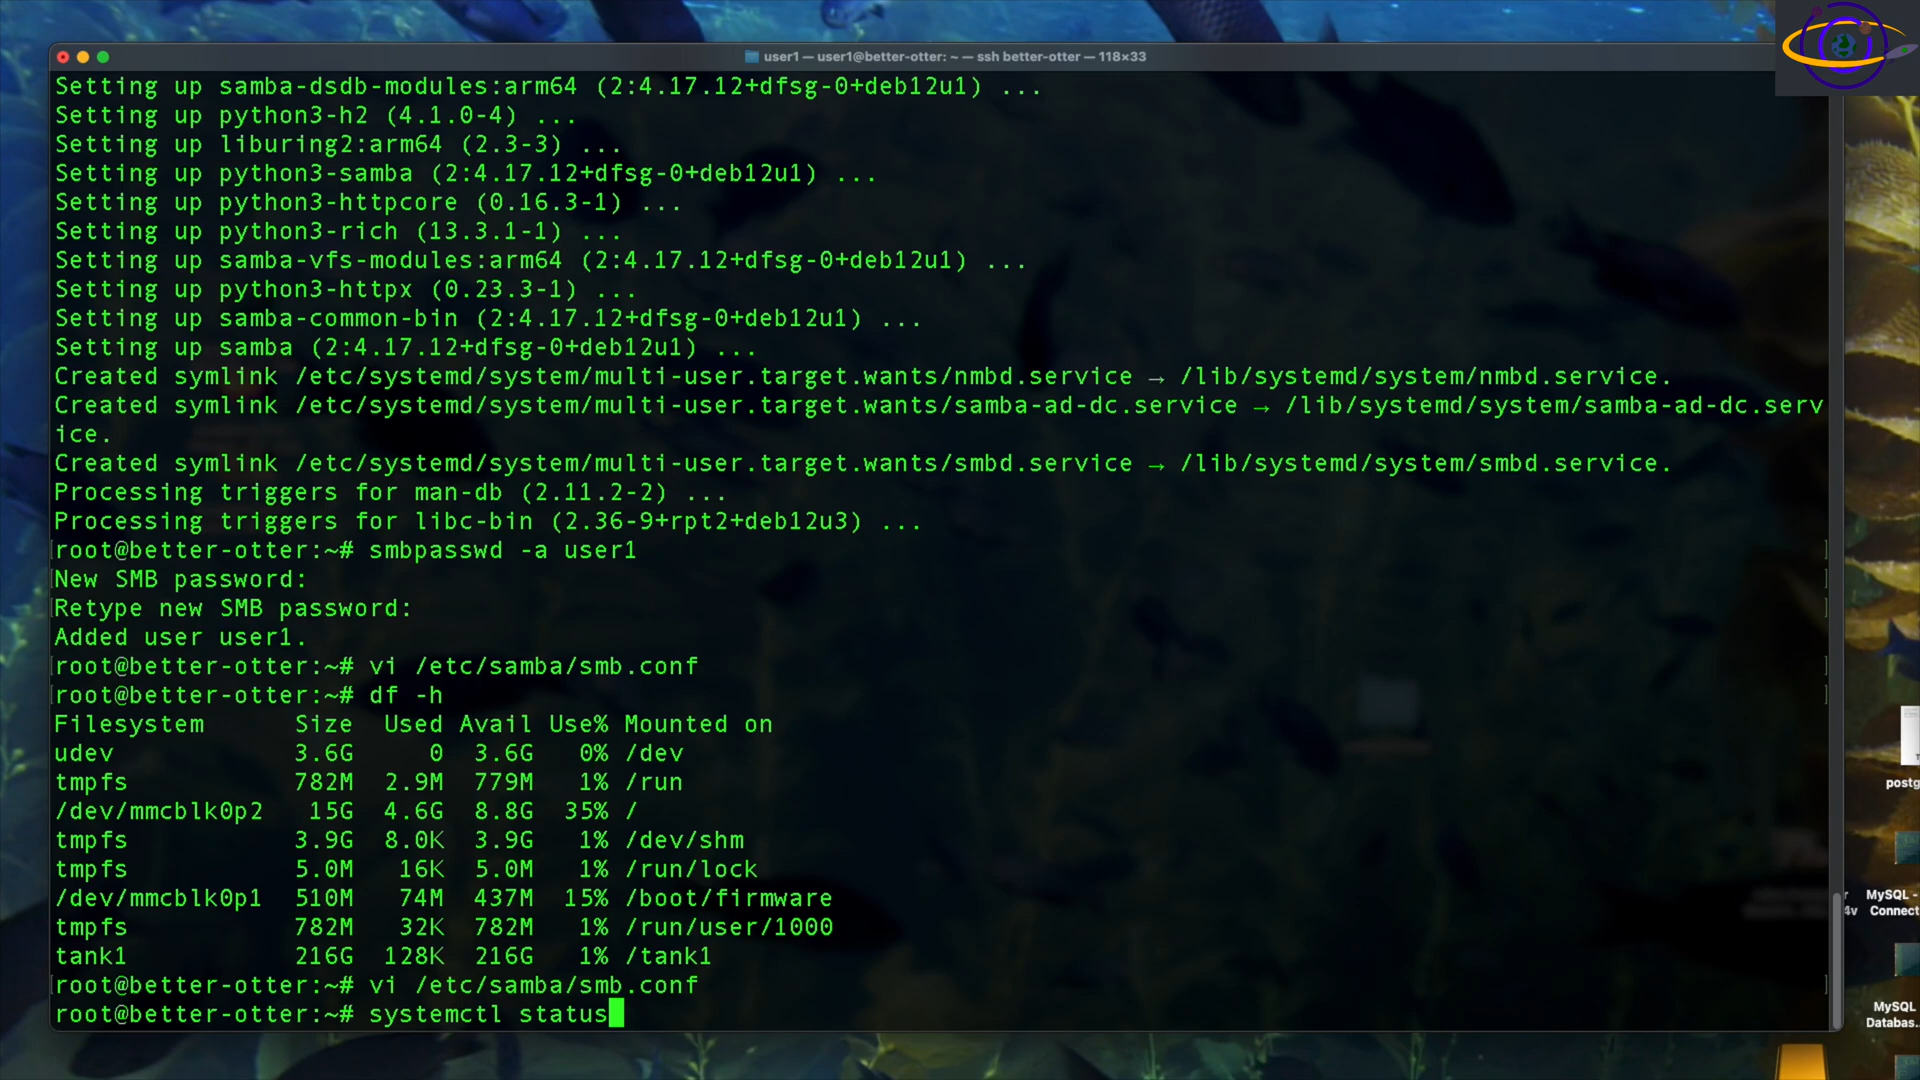 user1 — user1@better-otter: ~ — ssh better-otter — 118×33
Setting up samba-dsdb-modules:arm64 (2:4.17.12+dfsg-0+deb12u1) ...
Setting up python3-h2 (4.1.0-4) ...
Setting up liburing2:arm64 (2.3-3) ...
Setting up python3-samba (2:4.17.12+dfsg-0+deb12u1) ...
Setting up python3-httpcore (0.16.3-1) ...
Setting up python3-rich (13.3.1-1) ...
Setting up samba-vfs-modules:arm64 (2:4.17.12+dfsg-0+deb12u1) ...
Setting up python3-httpx (0.23.3-1) ...
Setting up samba-common-bin (2:4.17.12+dfsg-0+deb12u1) ...
Setting up samba (2:4.17.12+dfsg-0+deb12u1) ...
Created symlink /etc/systemd/system/multi-user.target.wants/nmbd.service → /lib/systemd/system/nmbd.service.
Created symlink /etc/systemd/system/multi-user.target.wants/samba-ad-dc.service → /lib/systemd/system/samba-ad-dc.serv
ice.
Created symlink /etc/systemd/system/multi-user.target.wants/smbd.service → /lib/systemd/system/smbd.service.
Processing triggers for man-db (2.11.2-2) ...
Processing triggers for libc-bin (2.36-9+rpt2+deb12u3) ...
[root@better-otter:~# smbpasswd -a user1 ]
[New SMB password: ]
[Retype new SMB password: ]
Added user user1.
[root@better-otter:~# vi /etc/samba/smb.conf ]
[root@better-otter:~# df -h ]
Filesystem      Size  Used Avail Use% Mounted on
udev            3.6G     0  3.6G   0% /dev
tmpfs           782M  2.9M  779M   1% /run
/dev/mmcblk0p2   15G  4.6G  8.8G  35% /
tmpfs           3.9G  8.0K  3.9G   1% /dev/shm
tmpfs           5.0M   16K  5.0M   1% /run/lock
/dev/mmcblk0p1  510M   74M  437M  15% /boot/firmware
tmpfs           782M   32K  782M   1% /run/user/1000
tank1           216G  128K  216G   1% /tank1
[root@better-otter:~# vi /etc/samba/smb.conf ]
root@better-otter:~# systemctl status
postg
MySQL -
4v Connect
MySQL
Databas...